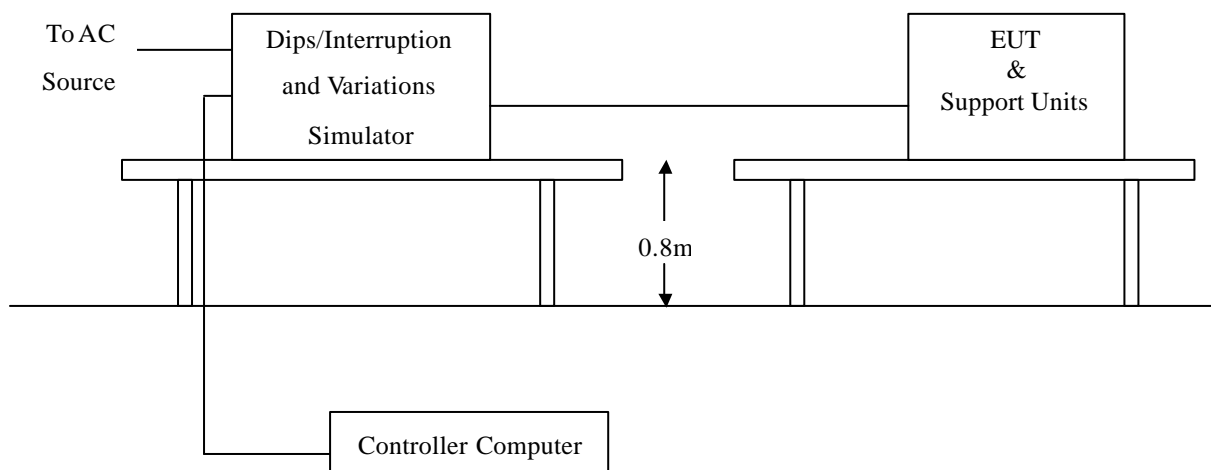 To AC
Source
Dips/Interruption
and Variations
Simulator
EUT
&
Support Units
0.8m
Controller Computer